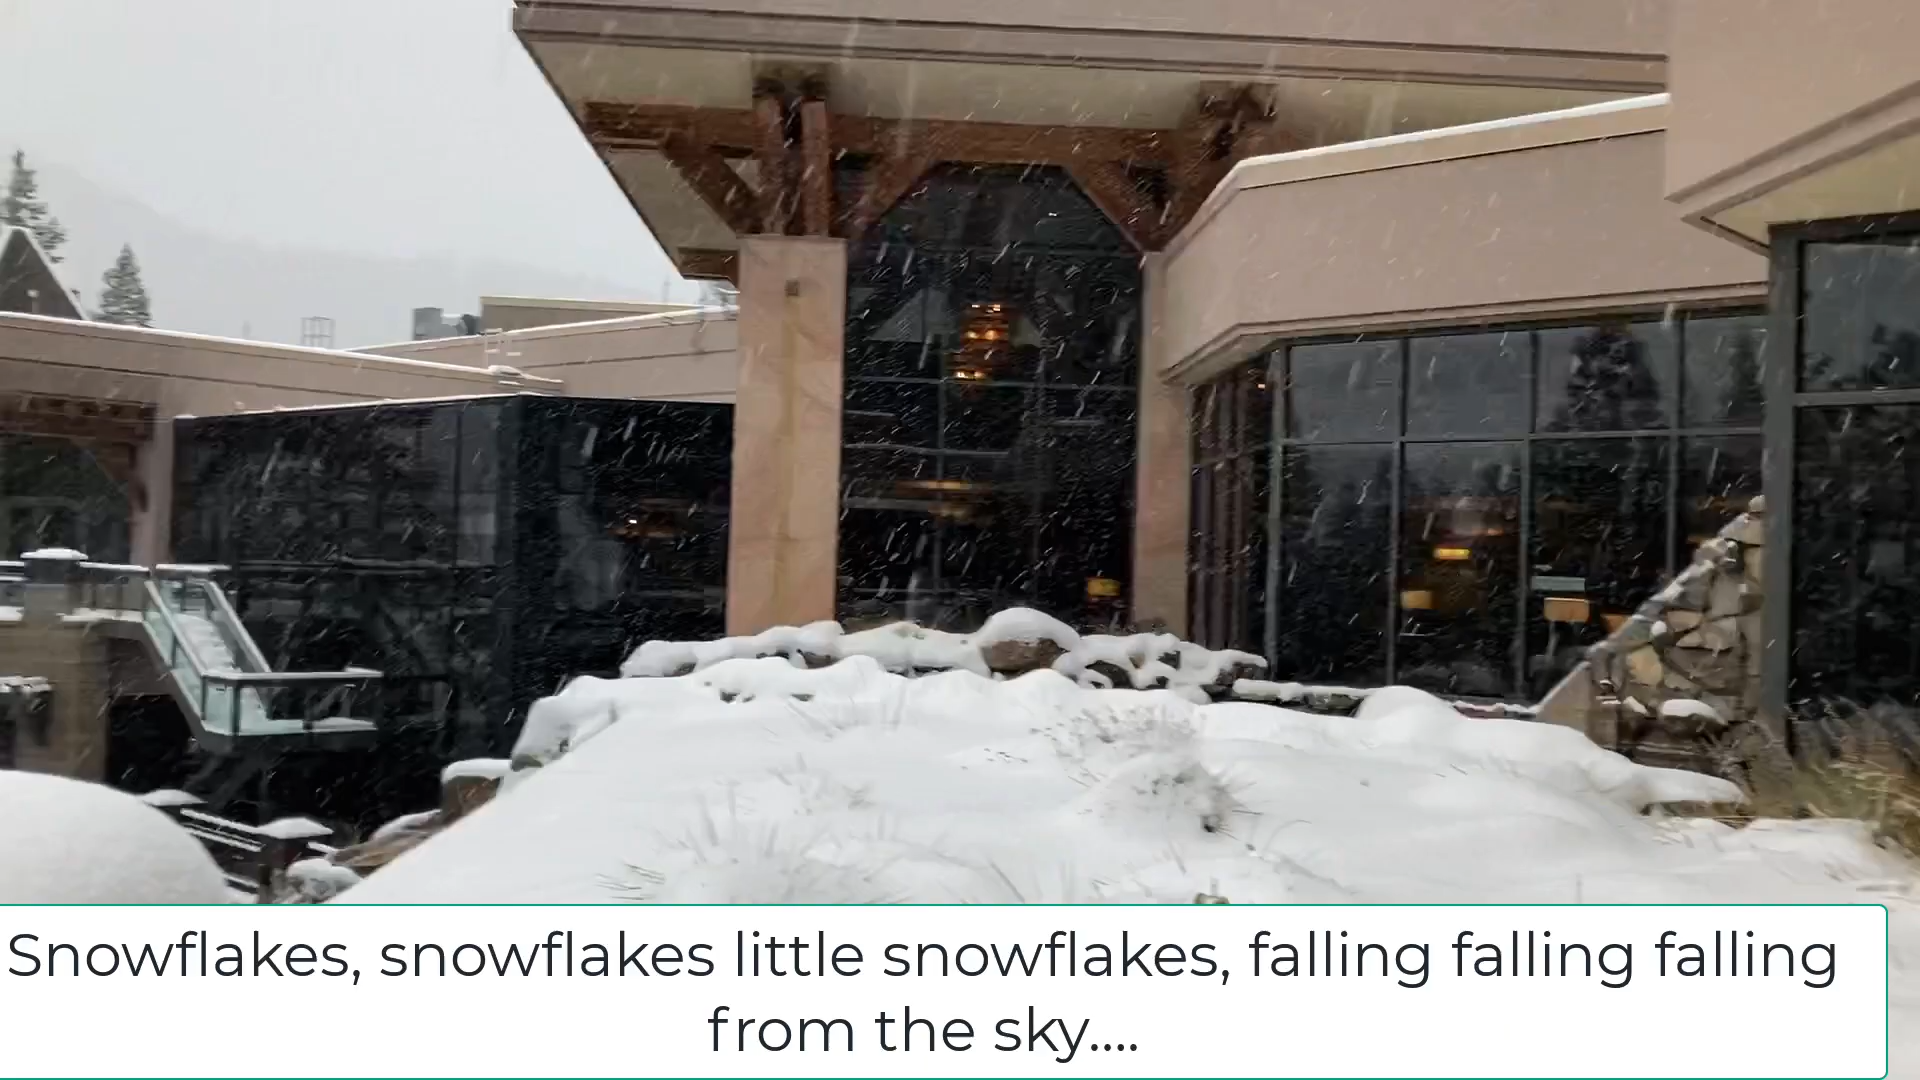 Snowflakes, snowflakes little snowflakes, falling falling falling
from the sky....